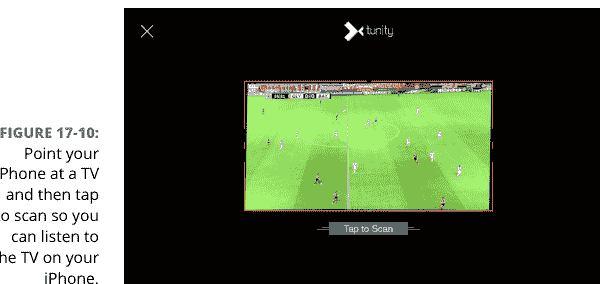 FIGURE 17-10:
Point your
Phone at a TV
and then tap
to scan so you
can listen to
he TV on your
iPhone.
tunity
Tap to Scan